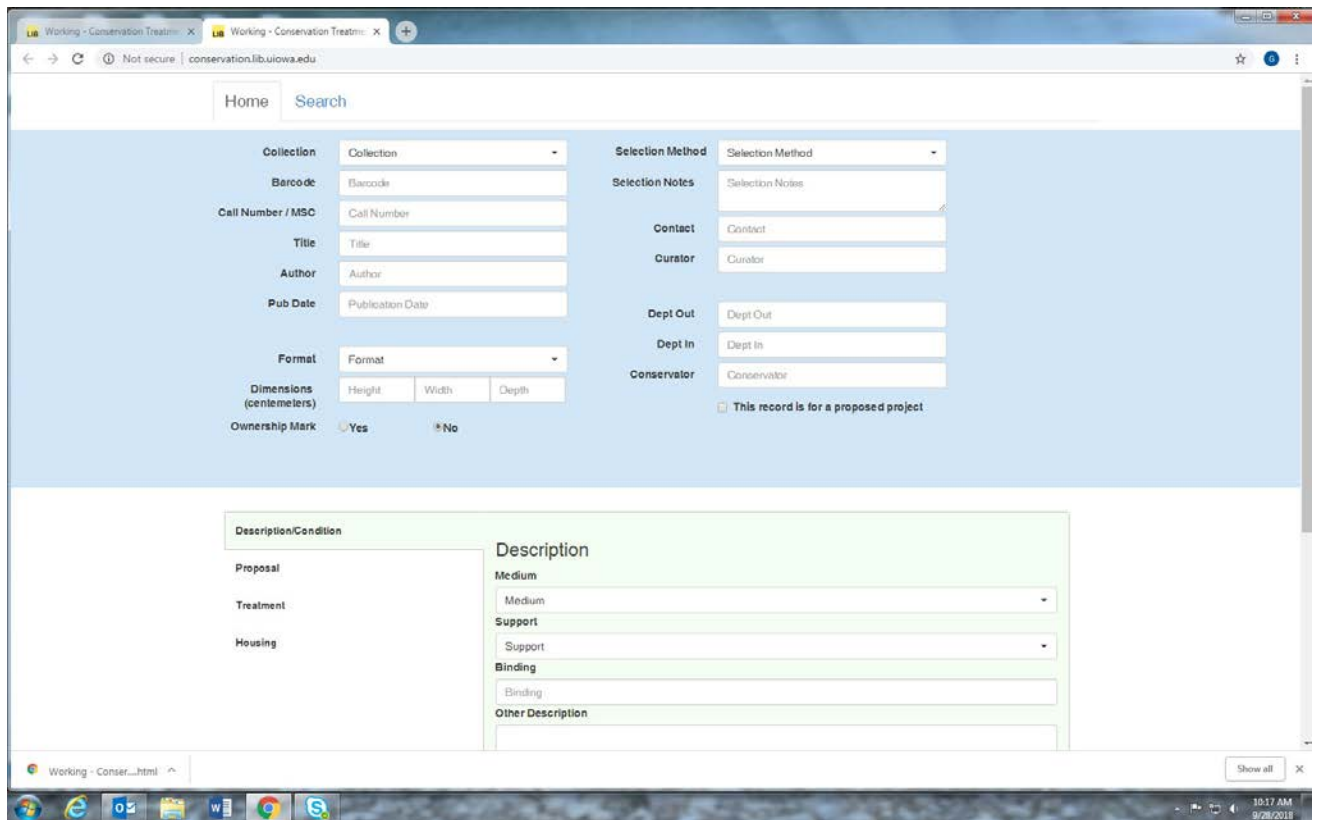 LIB Working - Conservation Treatm
LIB Working - Conservation Treatme
Not secure | conservation.lib.uiowa.edu
G
Home Search
Collection Collection
Barcode Barcode
Call Number / MSC Call Number
Title Title
Author Author
Pub Date Publication Date
Format Format
Dimensions
(centemeters) Height Width Depth
Ownership Mark Yes No
Selection Method Selection Method
Selection Notes Selection Notes
Contact Contact
Curator Curator
Dept Out Dept Out
Dept In Dept In
Conservator Conservator
This record is for a proposed project
Description/Condition
Proposal
Treatment
Housing
Description
Medium
Medium
Support
Support
Binding
Binding
Other Description
Working - Conser....html
Show all
10:17 AM
9/28/2018